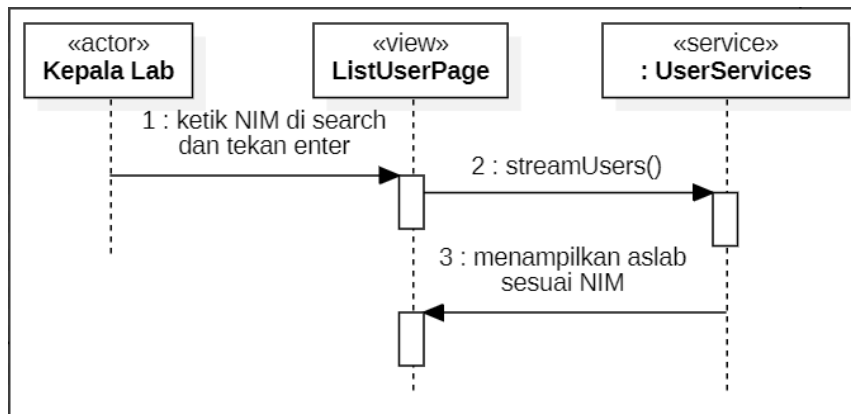 «actor»
Kepala Lab
«view»
ListUserPage
«service»
: UserServices
1 : ketik NIM di search
dan tekan enter
2 : streamUsers()
3 : menampilkan aslab
sesuai NIM